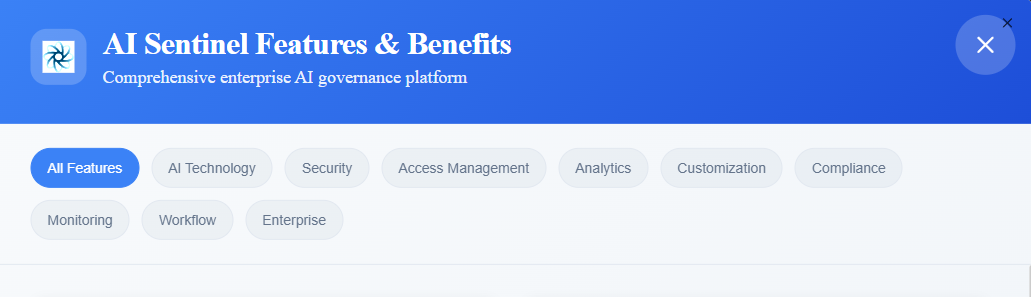 AI Sentinel Features & Benefits
Comprehensive enterprise AI governance platform
All Features AI Technology Security Access Management Analytics Customization Compliance
Monitoring Workflow Enterprise